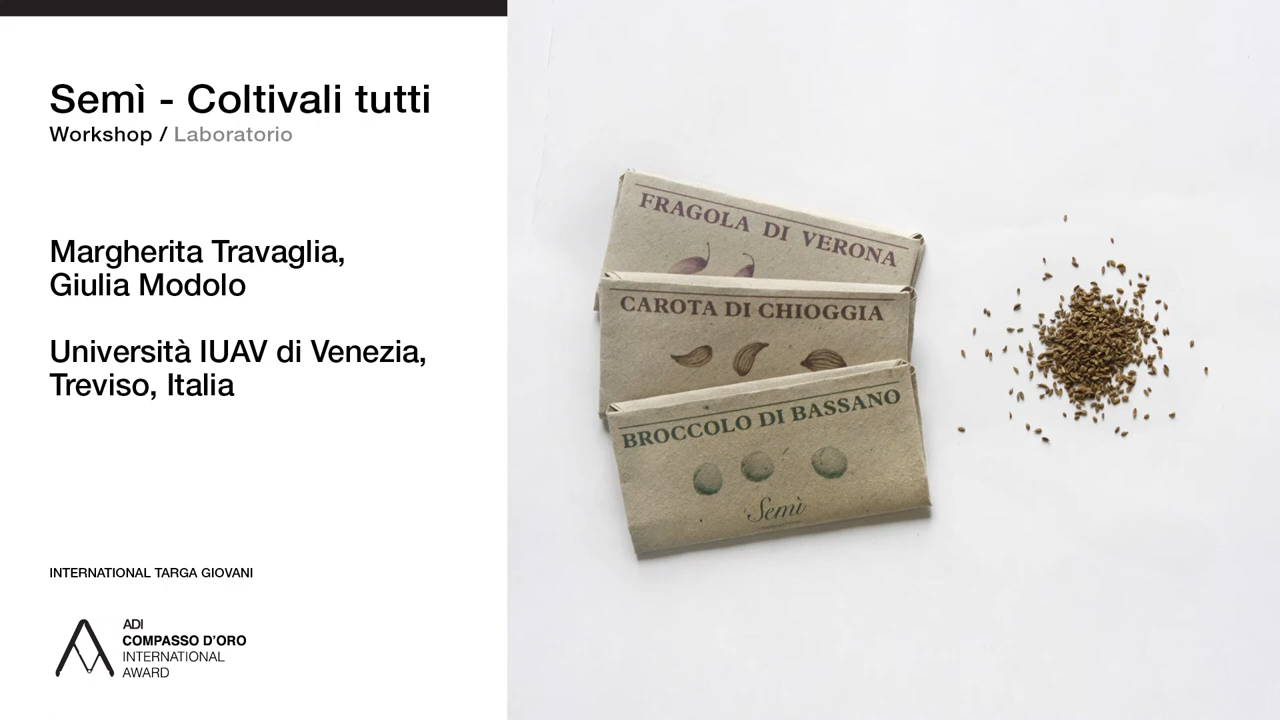 Semì - Coltivali tutti
Workshop / Laboratorio
Margherita Travaglia,
Giulia Modolo
Università IUAV di Venezia,
Treviso, Italia
INTERNATIONAL TARGA GIOVANI
ADI
COMPASSO D'ORO
INTERNATIONAL
AWARD
FRAGOLA DI VERONA
CAROTA DI CHIOGGIA
BROCCOLO DI BASSANO
Semì